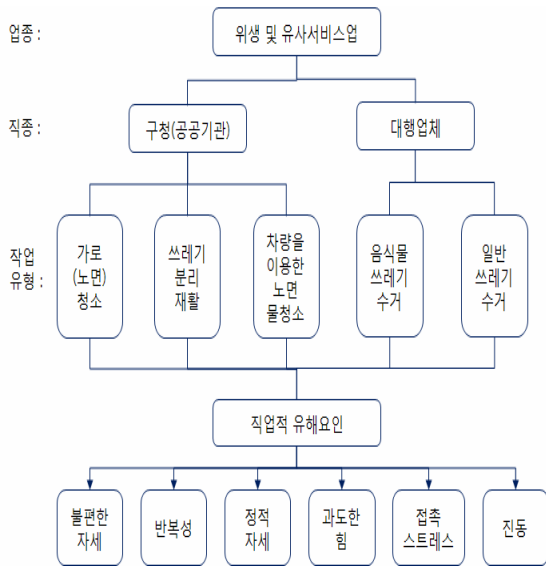 업종 :
위생 및 유사서비스업
직종 :
구청(공공기관)
대행업체
작업
유형 :
가로
(노면)
청소
쓰레기
분리
재활
차량을
이용한
노면
물청소
음식물
쓰레기
수거
일반
쓰레기
수거
직업적 유해요인
불편한
자세
반복성
정적
자세
과도한
힘
접촉
스트레스
진동